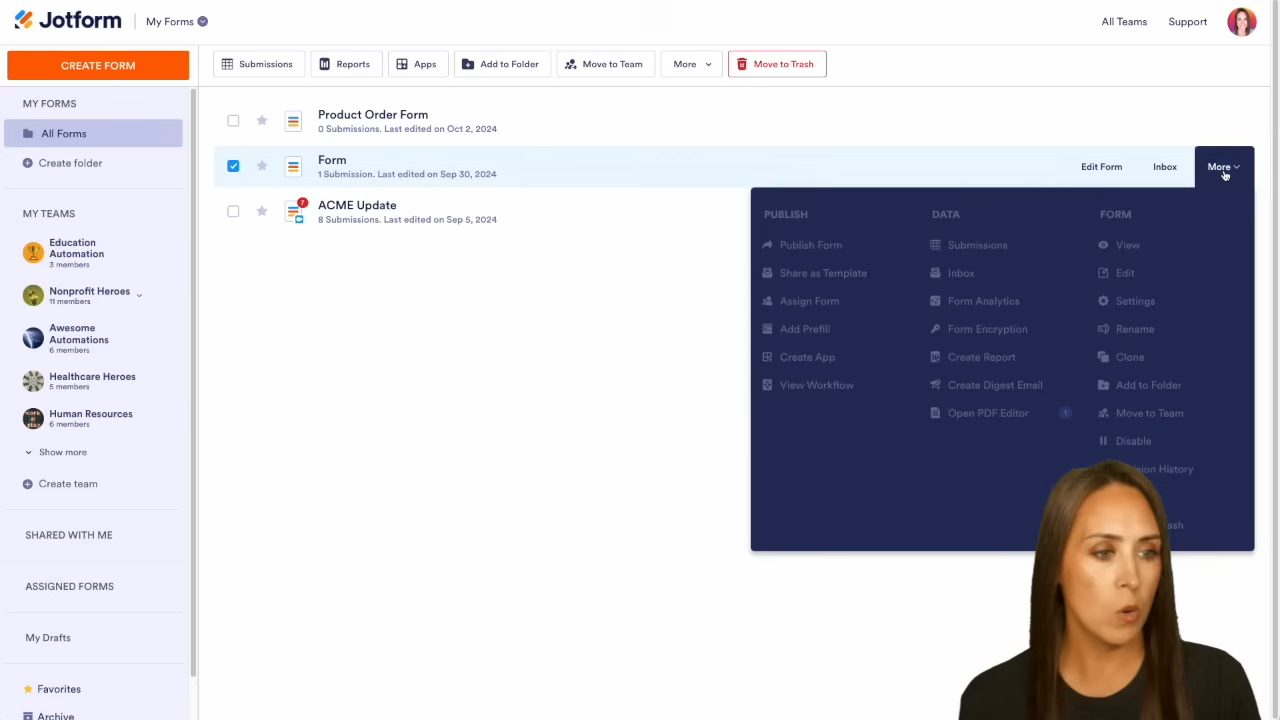 Jotform
My Forms
All Teams
Support
CREATE FORM
Submissions
Reports
Apps
Add to Folder
Move to Team
More
Move to Trash
MY FORMS
All Forms
Create folder
MY TEAMS
Education
Automation
3 members
Nonprofit Heroes
11 members
Awesome
Automations
6 members
Healthcare Heroes
5 members
Human Resources
6 members
Show more
Create team
SHARED WITH ME
ASSIGNED FORMS
My Drafts
Favorites
Archive
Product Order Form
0 Submissions. Last edited on Oct 2, 2024
Form
1 Submission. Last edited on Sep 30, 2024
Edit Form
Inbox
More
7
ACME Update
8 Submissions. Last edited on Sep 5, 2024
PUBLISH
Publish Form
Share as Template
Assign Form
Add Prefill
Create App
View Workflow
DATA
Submissions
Inbox
Form Analytics
Form Encryption
Create Report
Create Digest Email
Open PDF Editor
1
FORM
View
Edit
Settings
Rename
Clone
Add to Folder
Move to Team
Disable
History